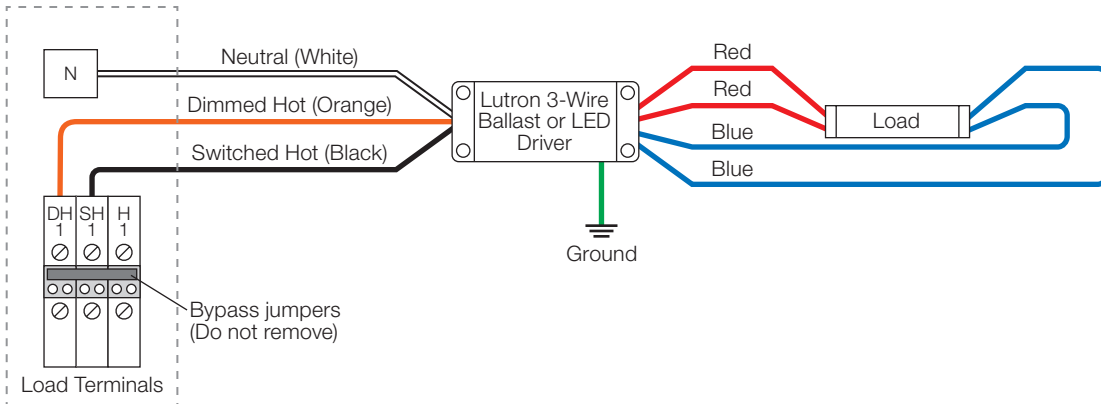 N
Neutral (White)
Dimmed Hot (Orange)
Switched Hot (Black)
Lutron 3-Wire
Ballast or LED
Driver
Red
Red
Blue
Blue
Load
Ground
DH
1
SH
1
H
1
Bypass jumpers
(Do not remove)
Load Terminals